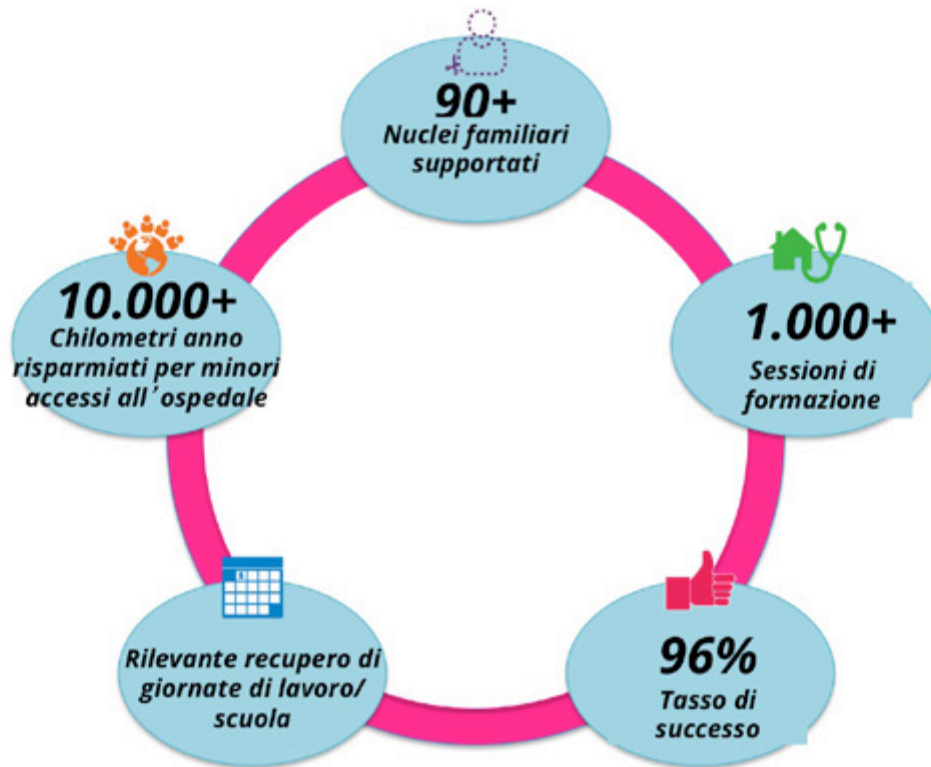 90+
Nuclei familiari
supportati
1.000+
Sessioni di
formazione
96%
Tasso di
successo
Rilevante recupero di
giornate di lavoro/
scuola
10.000+
Chilometri anno
risparmiati per minori
accessi all'ospedale